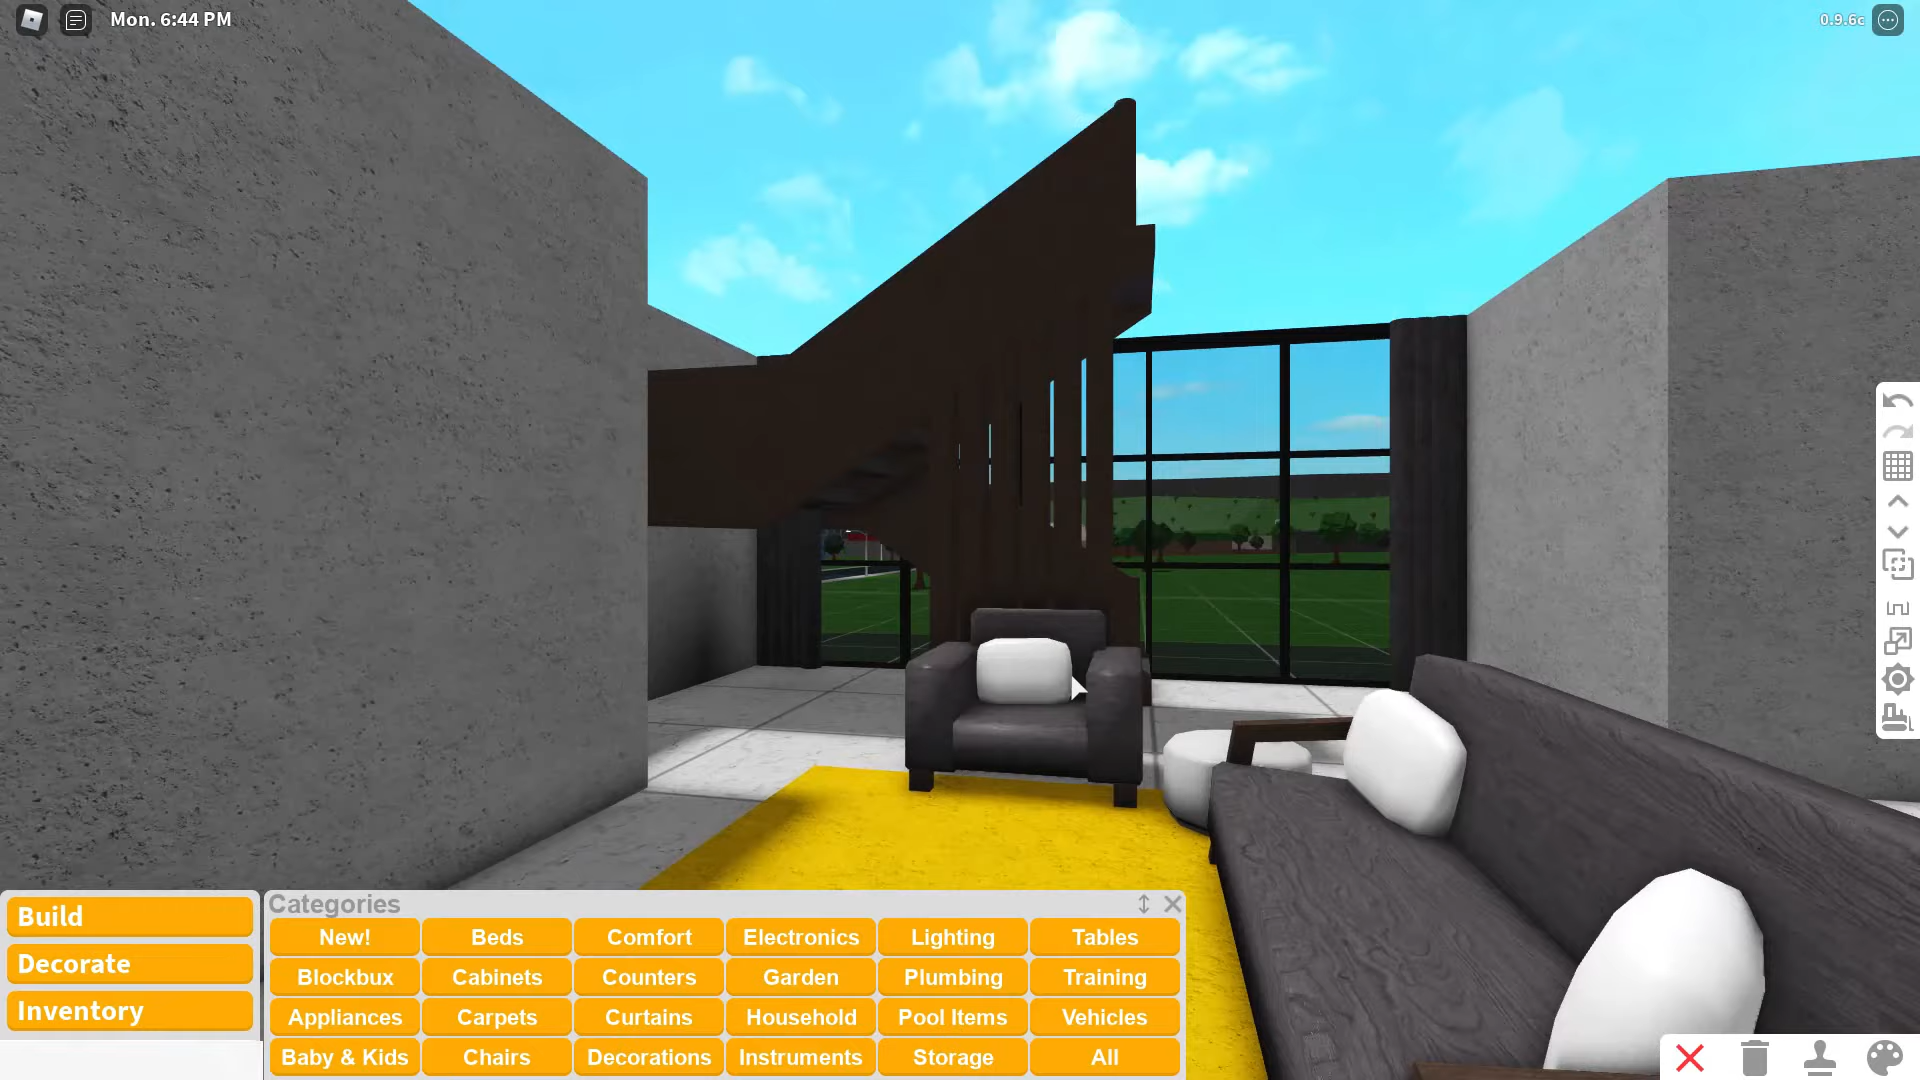 Mon. 6:44 PM
0.9.6c
Build
Decorate
Inventory
Categories
New! Beds Comfort Electronics Lighting Tables
Blockbux Cabinets Counters Garden Plumbing Training
Appliances Carpets Curtains Household Pool Items Vehicles
Baby & Kids Chairs Decorations Instruments Storage All